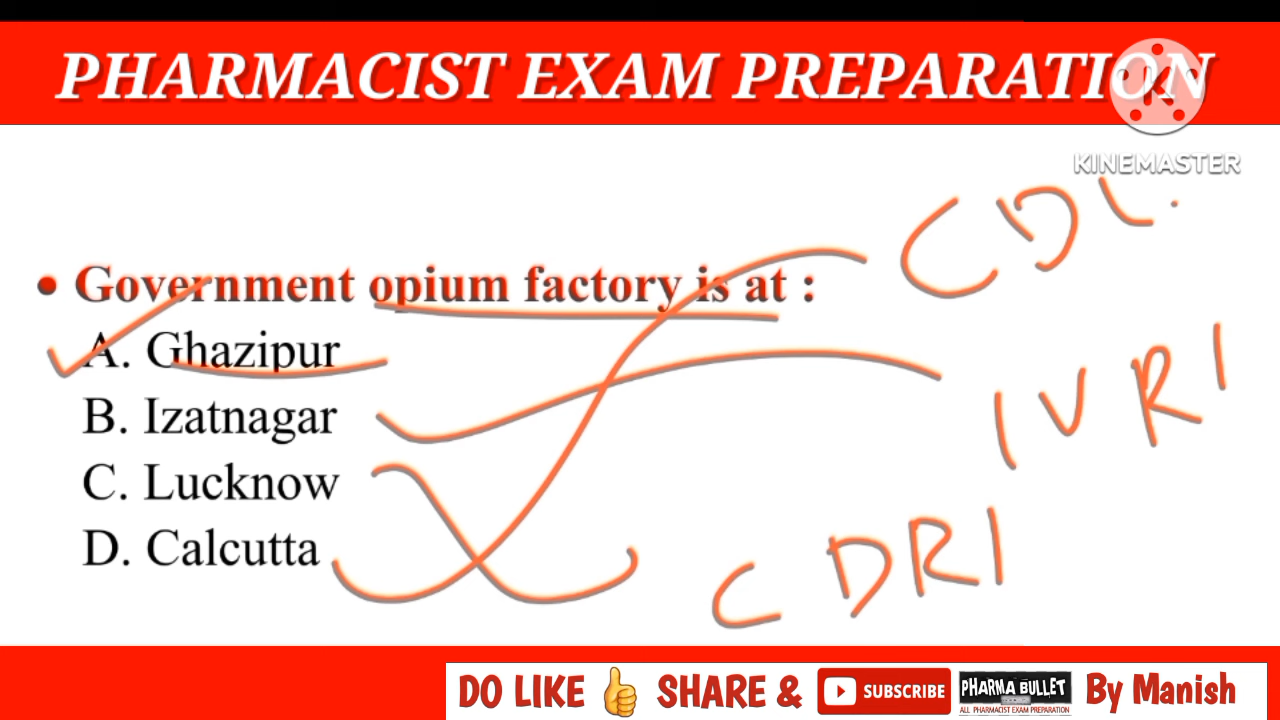 PHARMACIST EXAM PREPARATION
KINEMASTER
CDL
• Government opium factory is at :
A. Ghazipur
IVRI
B. Izatnagar
C. Lucknow
D. Calcutta
CDRI
DO LIKE 👍 SHARE & SUBSCRIBE PHARMA BULLET By Manish
ALL PHARMACIST EXAM PREPARATION